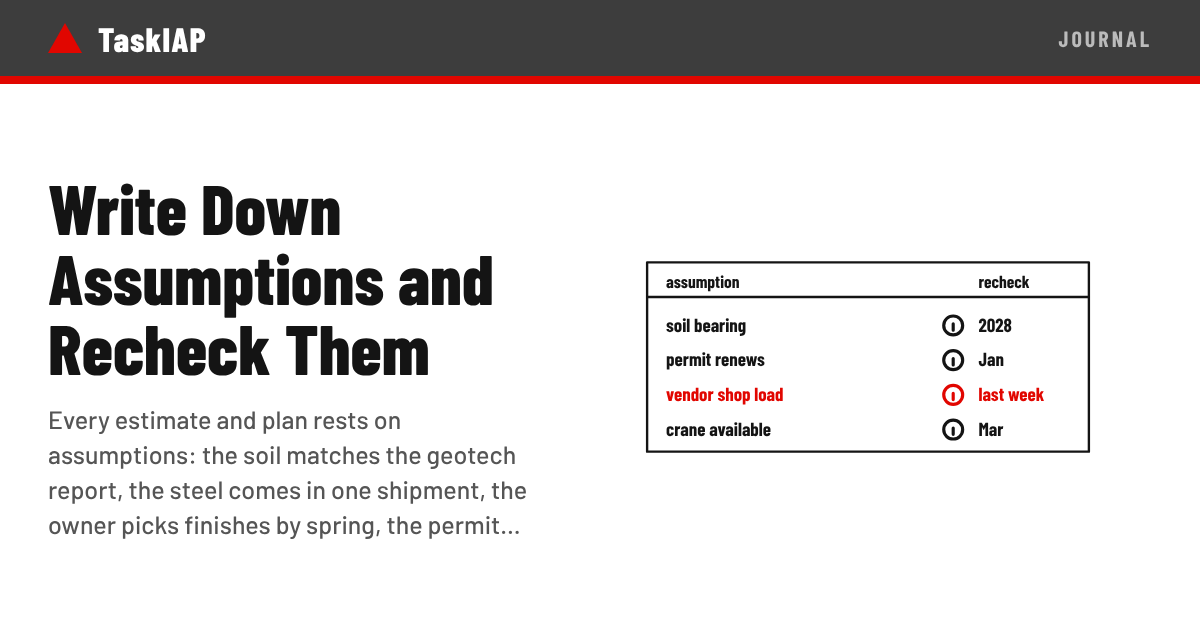 TaskIAP
JOURNAL
Write Down
Assumptions and
Recheck Them
Every estimate and plan rests on
assumptions: the soil matches the geotech
report, the steel comes in one shipment, the
owner picks finishes by spring, the permit...
assumption recheck
soil bearing 2028
permit renews Jan
vendor shop load last week
crane available Mar